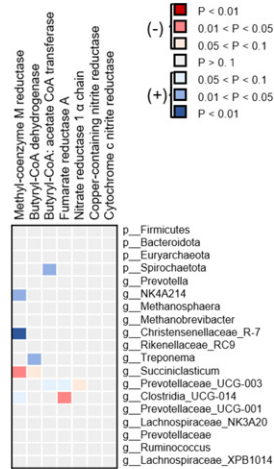 P < 0.01
(-)
0.01 < P < 0.05
0.05 < P < 0.1
P > 0. 1
0.05 < P < 0.1
(+)
0.01 < P < 0.05
P < 0.01
Methyl-coenzyme M reductase
Butyryl-CoA dehydrogenase
Butyryl-CoA: acetate CoA transferase
Fumarate reductase A
Nitrate reductase 1 α chain
Copper-containing nitrite reductase
Cytochrome c nitrite reductase
p__Firmicutes
p__Bacteroidota
p__Euryarchaeota
p__Spirochaetota
g__Prevotella
g__NK4A214
g__Methanosphaera
g__Methanobrevibacter
g__Christensenellaceae_R-7
g__Rikenellaceae_RC9
g__Treponema
g__Succiniclasticum
g__Prevotellaceae_UCG-003
g__Clostridia_UCG-014
g__Prevotellaceae_UCG-001
g__Lachnospiraceae_NK3A20
g__Prevotellaceae
g__Ruminococcus
g__Lachnospiraceae_XPB1014